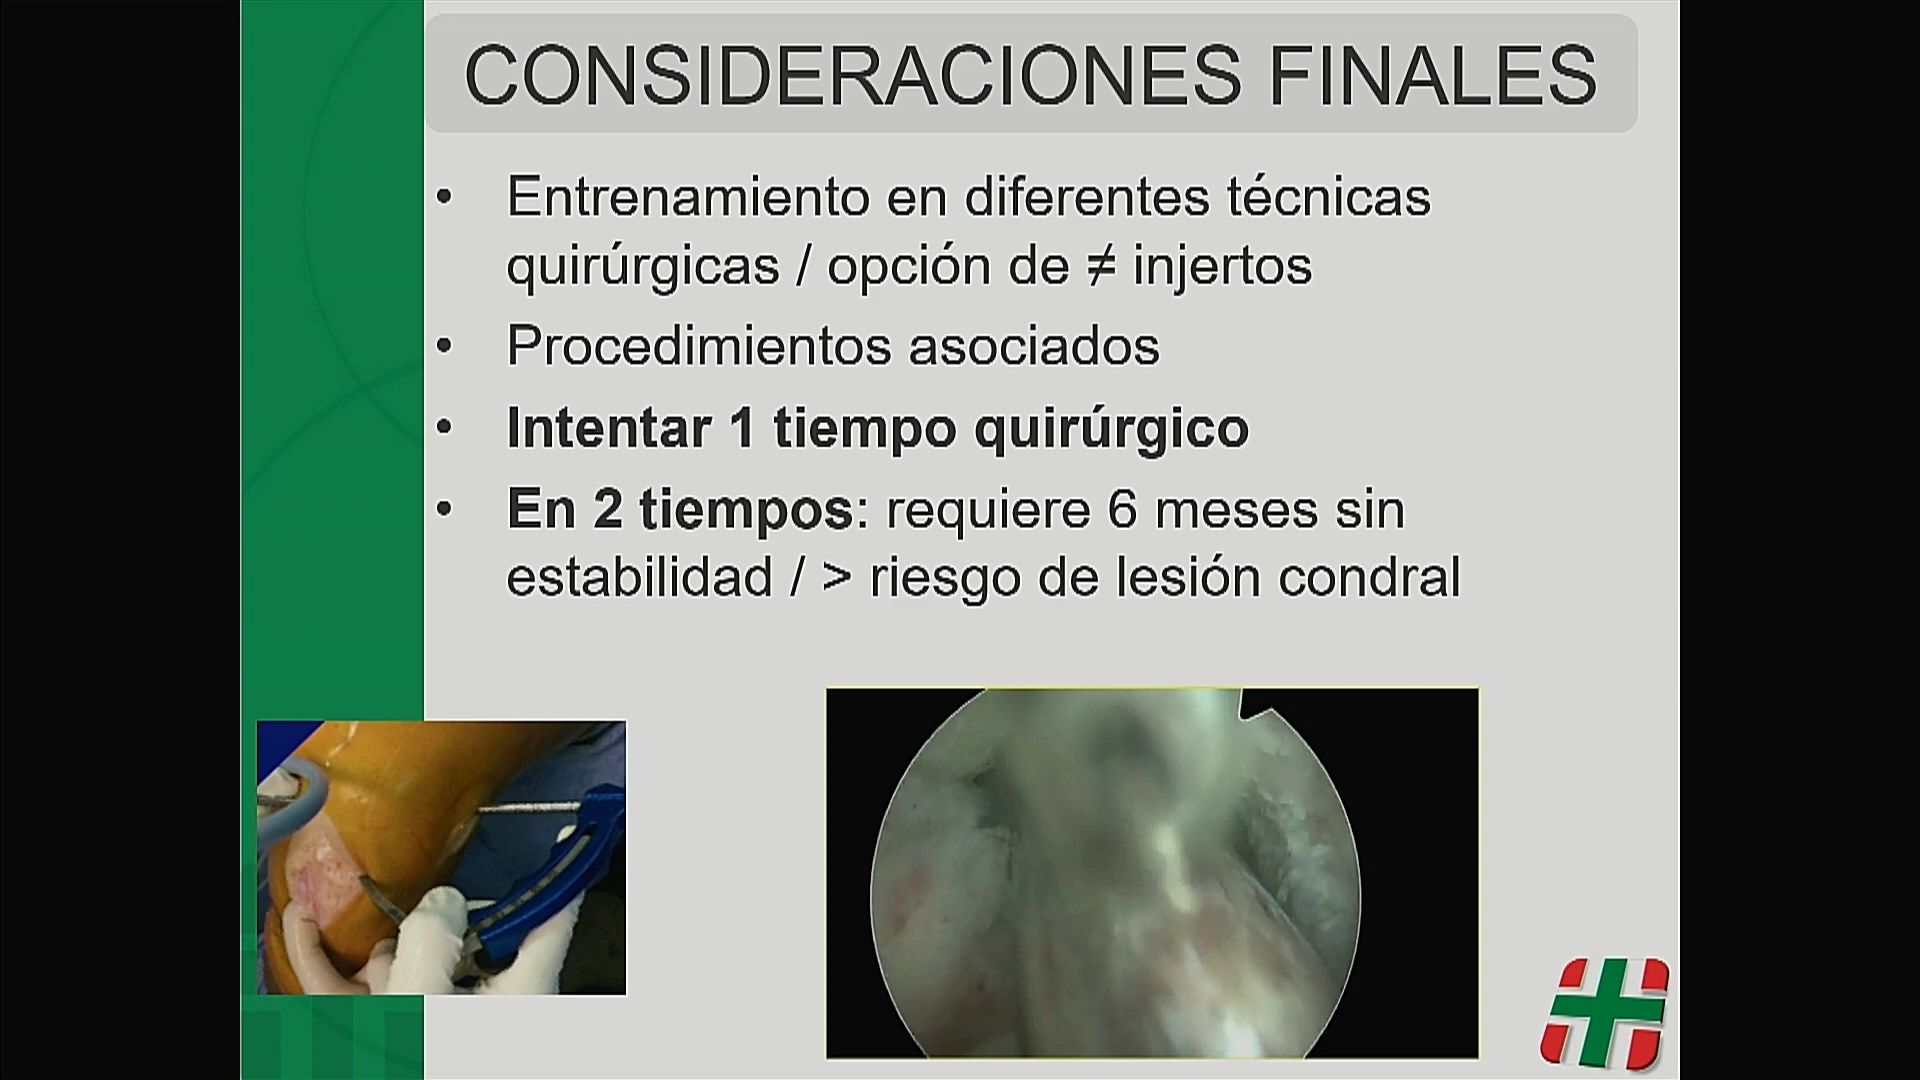 CONSIDERACIONES FINALES
• Entrenamiento en diferentes técnicas
quirúrgicas / opción de ≠ injertos
• Procedimientos asociados
• Intentar 1 tiempo quirúrgico
• En 2 tiempos: requiere 6 meses sin
estabilidad / > riesgo de lesión condral